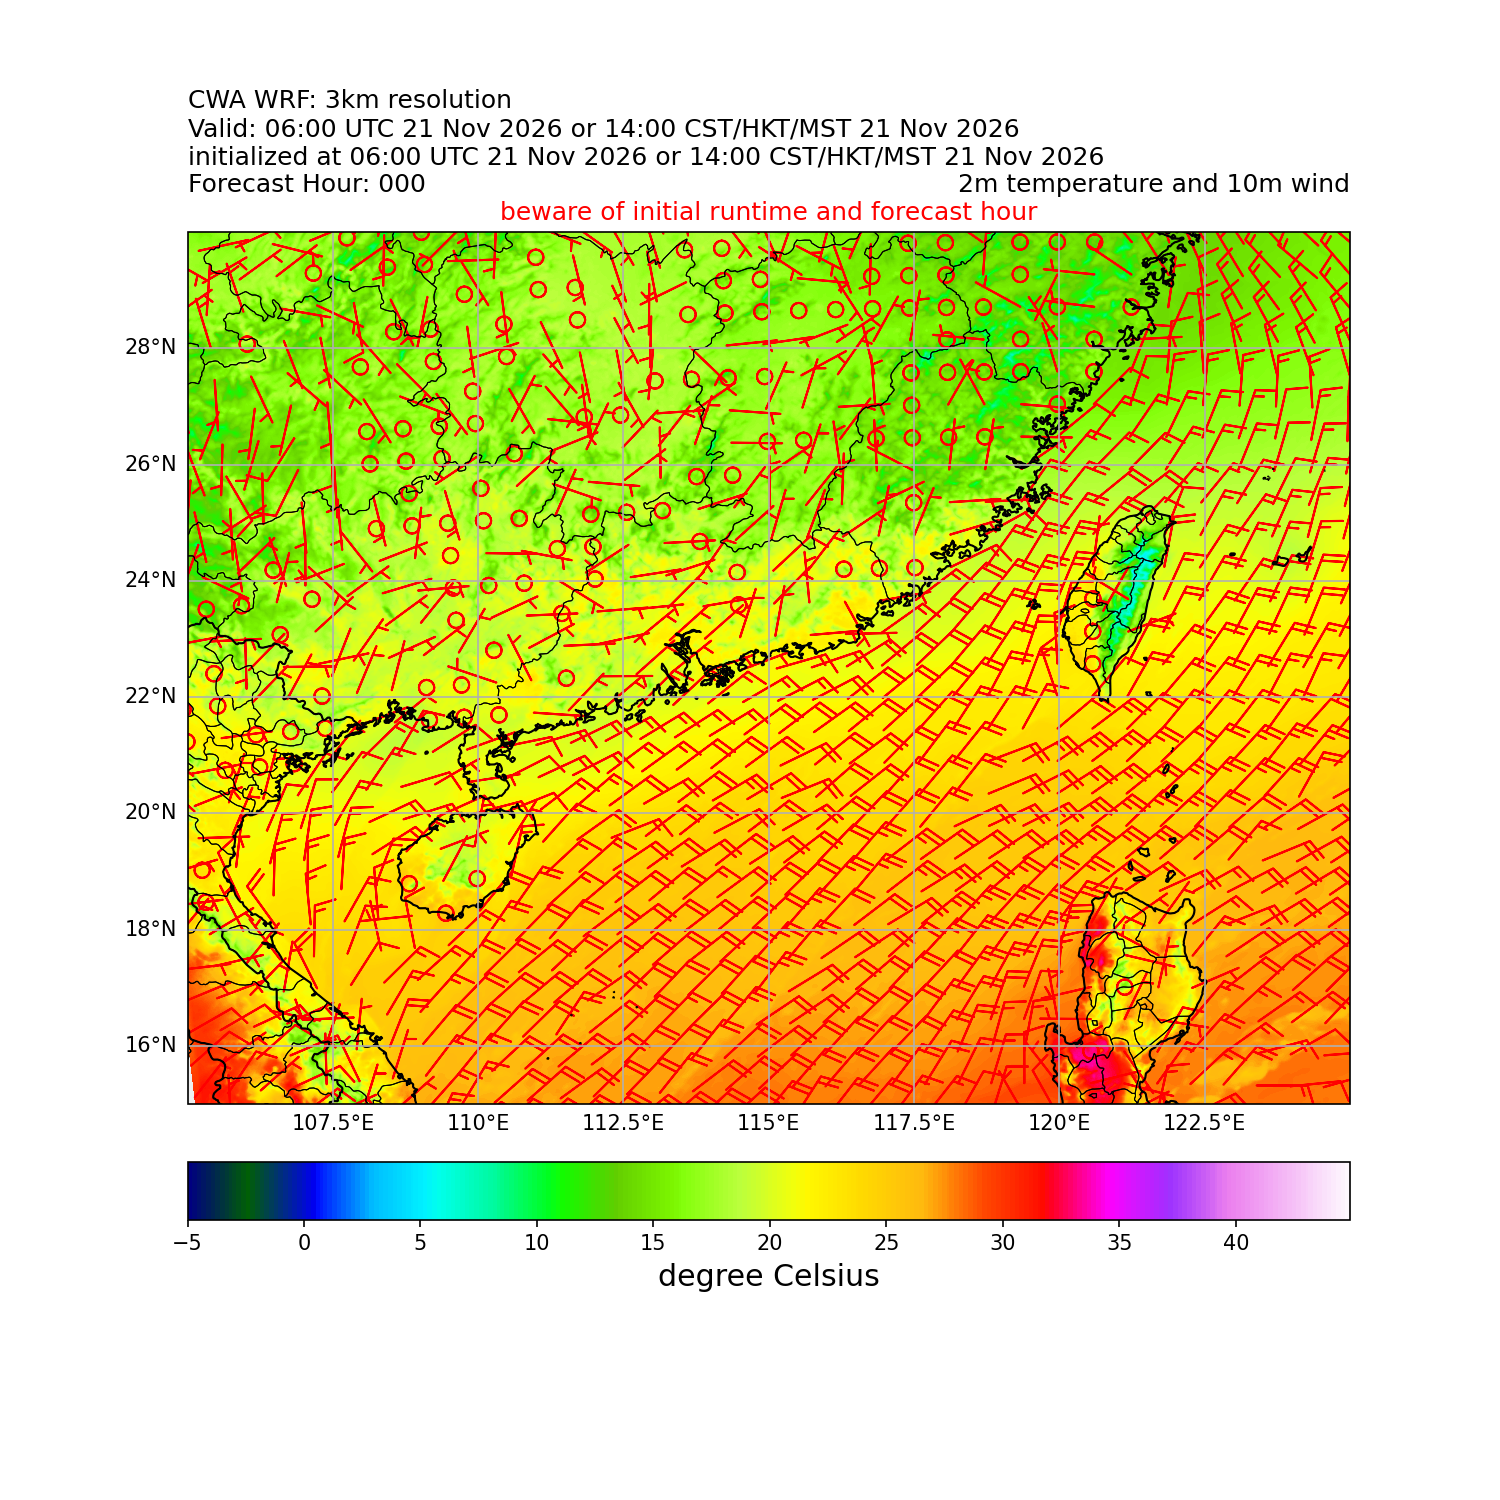 CWA WRF: 3km resolution
Valid: 06:00 UTC 21 Nov 2026 or 14:00 CST/HKT/MST 21 Nov 2026
initialized at 06:00 UTC 21 Nov 2026 or 14:00 CST/HKT/MST 21 Nov 2026
Forecast Hour: 000 2m temperature and 10m wind
beware of initial runtime and forecast hour
28°N
26°N
24°N
22°N
20°N
18°N
16°N
107.5°E 110°E 112.5°E 115°E 117.5°E 120°E 122.5°E
−5 0 5 10 15 20 25 30 35 40
degree Celsius